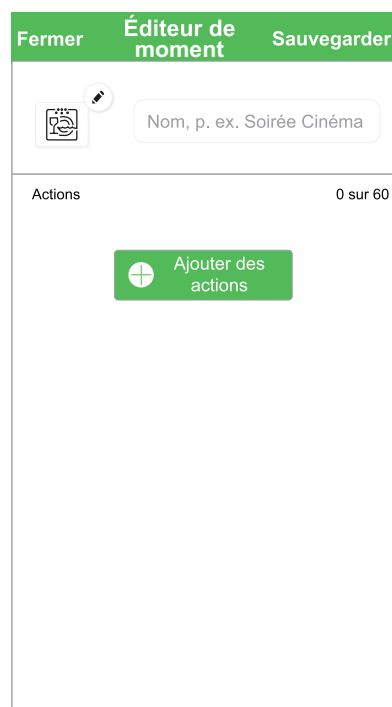 Fermer
Éditeur de
moment
Sauvegarder
Nom, p. ex. Soirée Cinéma
Actions
0 sur 60
Ajouter des
actions